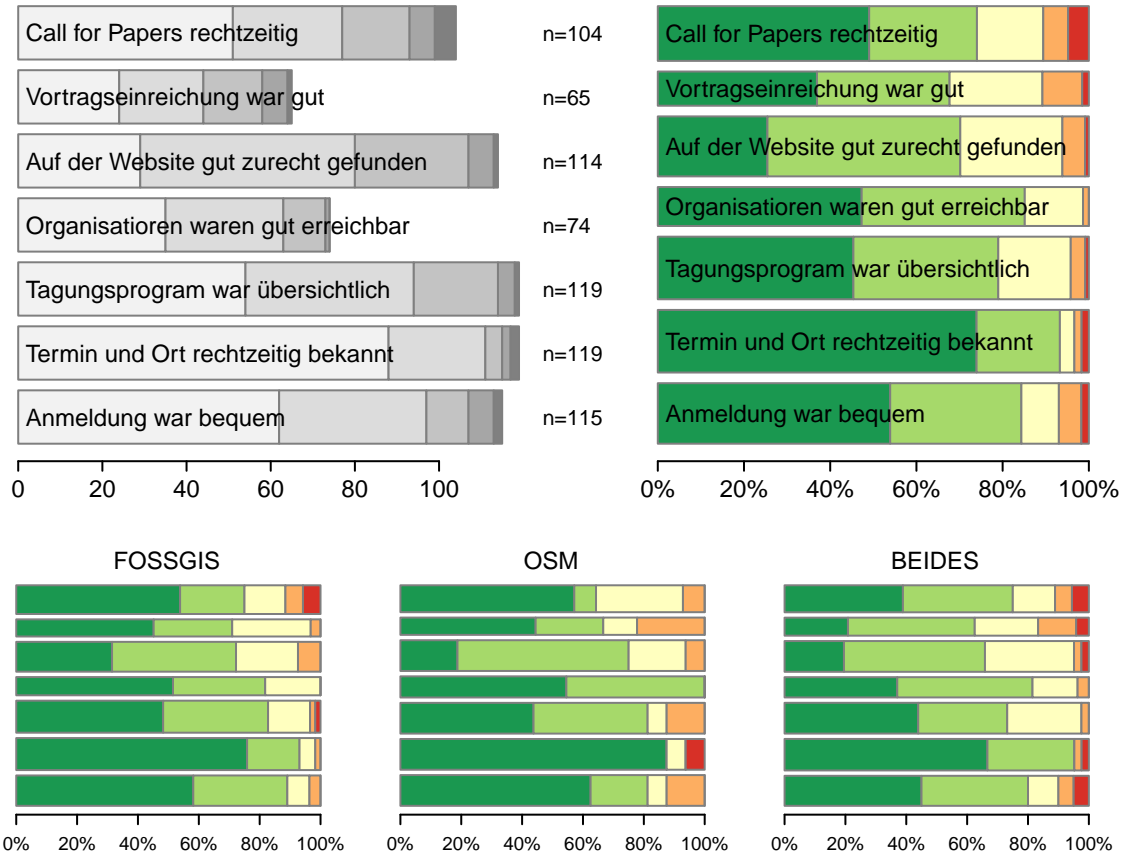 Call for Papers rechtzeitig n=104 Call for Papers rechtzeitig
Vortragseinreichung war gut n=65 Vortragseinreichung war gut
Auf der Website gut zurecht gefunden n=114 Auf der Website gut zurecht gefunden
Organisatioren waren gut erreichbar n=74 Organisatioren waren gut erreichbar
Tagungsprogram war übersichtlich n=119 Tagungsprogram war übersichtlich
Termin und Ort rechtzeitig bekannt n=119 Termin und Ort rechtzeitig bekannt
Anmeldung war bequem n=115 Anmeldung war bequem
0 20 40 60 80 100 0% 20% 40% 60% 80% 100%
FOSSGIS OSM BEIDES
0% 20% 40% 60% 80% 100% 0% 20% 40% 60% 80% 100% 0% 20% 40% 60% 80% 100%